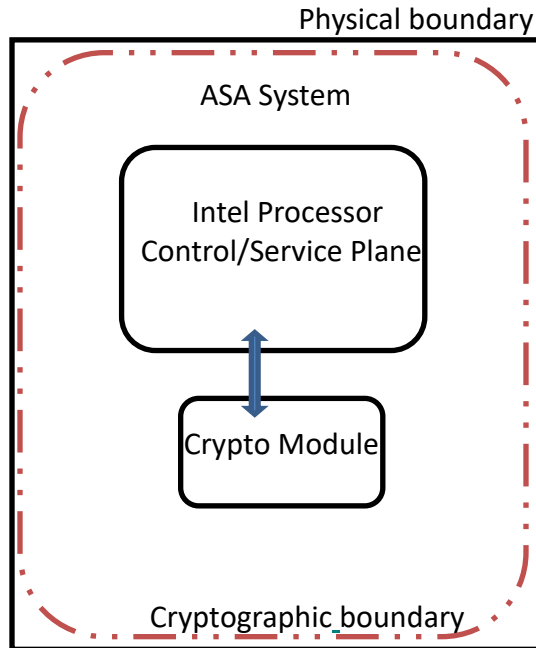 Physical boundary
ASA System
Intel Processor
Control/Service Plane
Crypto Module
Cryptographic boundary